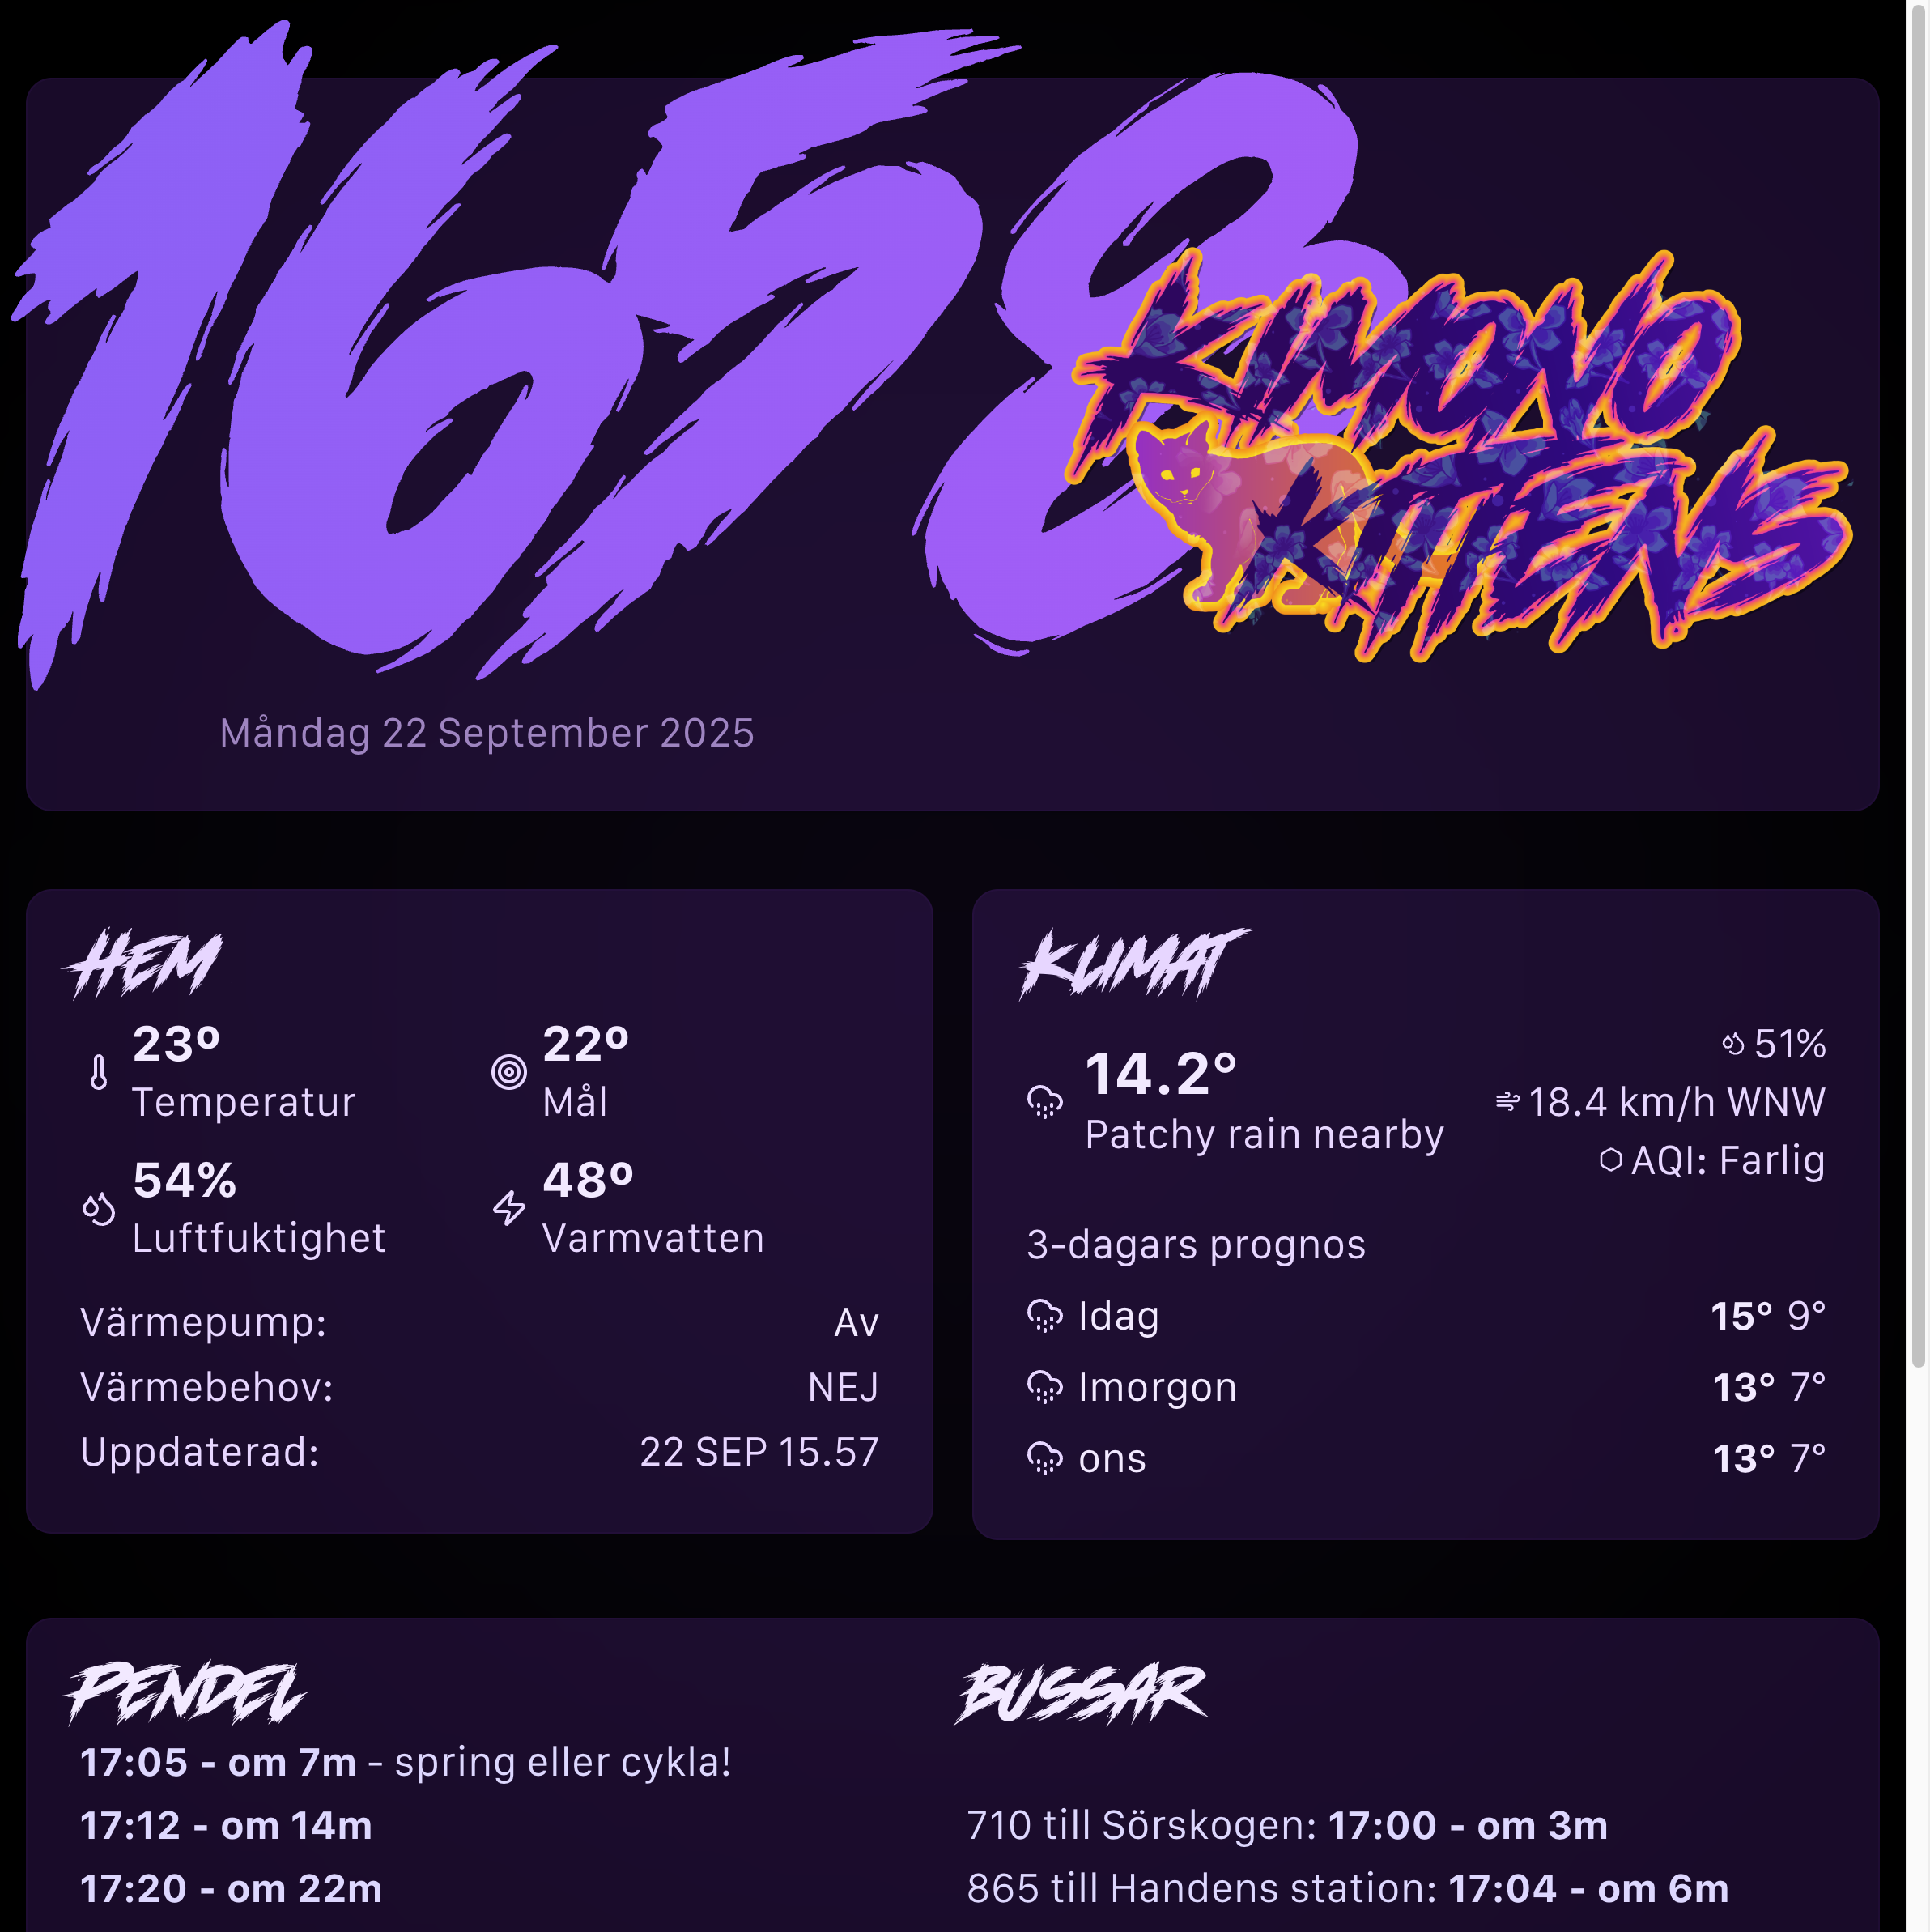 1658
KIMONO
KITTENS
Måndag 22 September 2025
HEM
23º
Temperatur
22º
Mål
54%
Luftfuktighet
48º
Varmvatten
Värmepump: Av
Värmebehov: NEJ
Uppdaterad: 22 SEP 15.57
KLIMAT
14.2°
Patchy rain nearby
51%
18.4 km/h WNW
AQI: Farlig
3-dagars prognos
Idag 15° 9°
Imorgon 13° 7°
ons 13° 7°
PENDEL
17:05 - om 7m - spring eller cykla!
17:12 - om 14m
17:20 - om 22m
BUSSAR
710 till Sörskogen: 17:00 - om 3m
865 till Handens station: 17:04 - om 6m